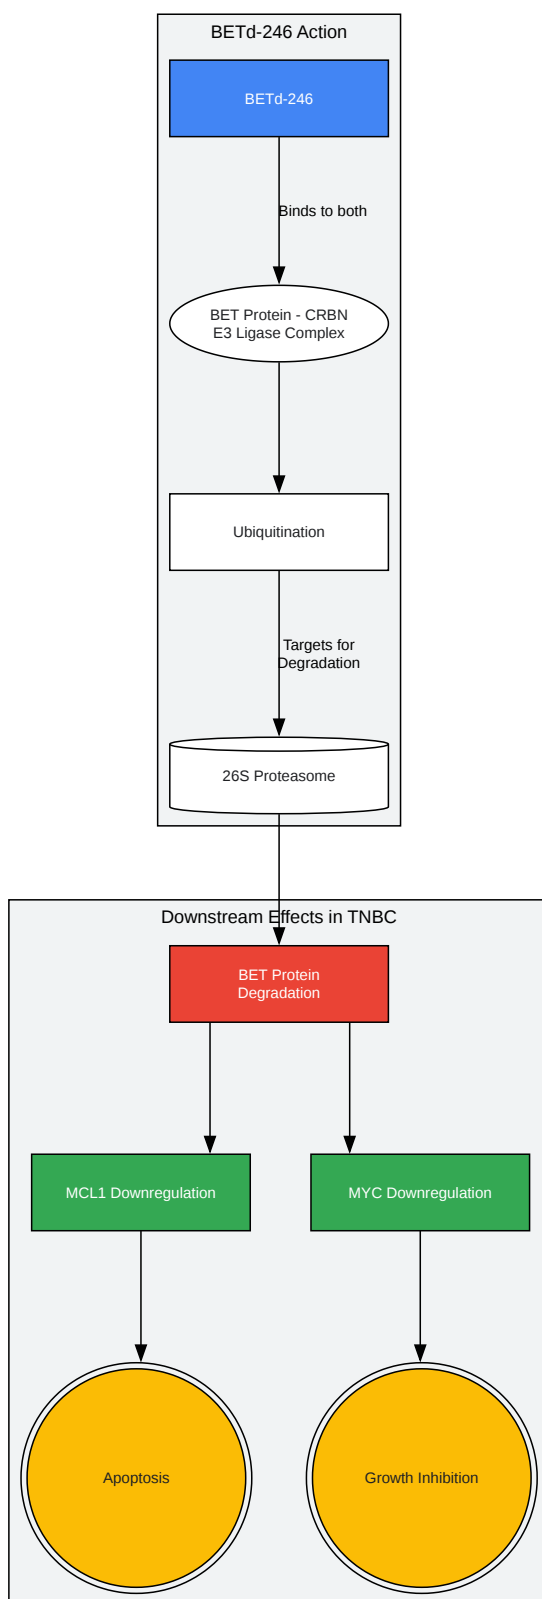 BETd-246 Action
BETd-246
Binds to both
BET Protein - CRBN
E3 Ligase Complex
Ubiquitination
Targets for
Degradation
26S Proteasome
Downstream Effects in TNBC
BET Protein
Degradation
MCL1 Downregulation
MYC Downregulation
Apoptosis
Growth Inhibition